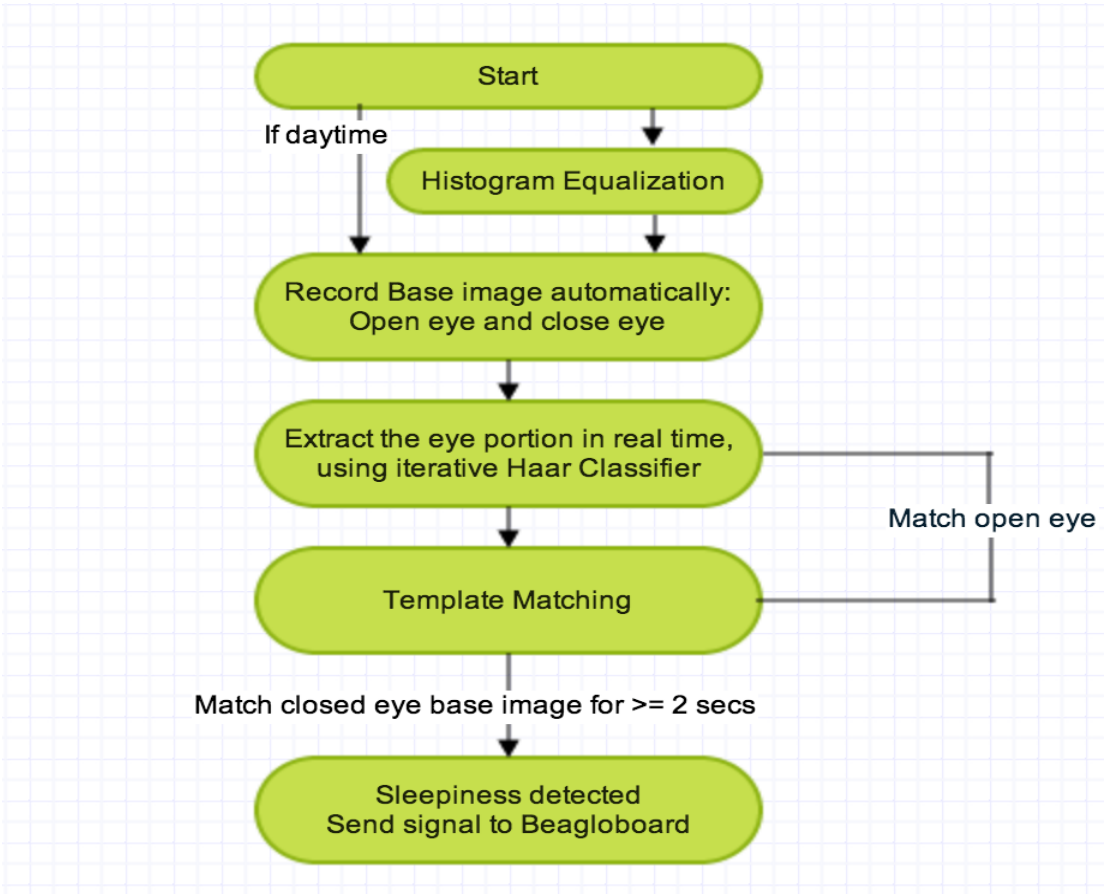 Start
If daytime
Histogram Equalization
Record Base image automatically:
Open eye and close eye
Extract the eye portion in real time,
using iterative Haar Classifier
Match open eye
Template Matching
Match closed eye base image for >= 2 secs
Sleepiness detected
Send signal to Beagloboard